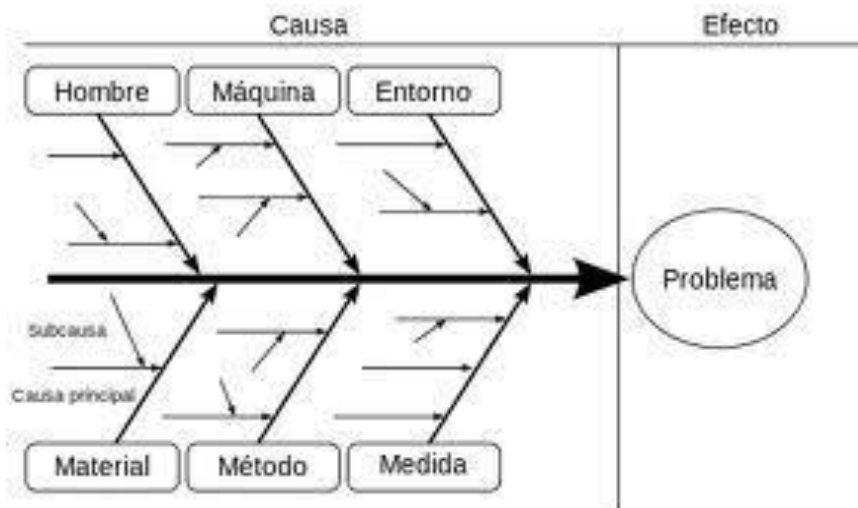 Causa
Efecto
Hombre
Máquina
Entorno
Problema
Subcausa
Causa principal
Material
Método
Medida